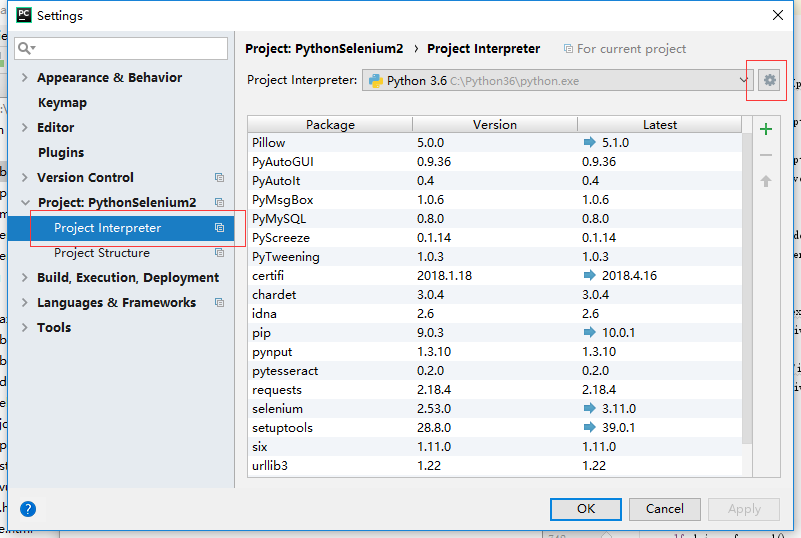 PC Settings
Project: PythonSelenium2 › Project Interpreter For current project
Appearance & Behavior
Project Interpreter: Python 3.6 C:\Python36\python.exe
Keymap
Editor
Plugins
Version Control
Project: PythonSelenium2
Project Interpreter
Project Structure
Build, Execution, Deployment
Languages & Frameworks
Tools
Package Version Latest
Pillow 5.0.0 5.1.0
PyAutoGUI 0.9.36 0.9.36
PyAutoIt 0.4 0.4
PyMsgBox 1.0.6 1.0.6
PyMySQL 0.8.0 0.8.0
PyScreeze 0.1.14 0.1.14
PyTweening 1.0.3 1.0.3
certifi 2018.1.18 2018.4.16
chardet 3.0.4 3.0.4
idna 2.6 2.6
pip 9.0.3 10.0.1
pynput 1.3.10 1.3.10
pytesseract 0.2.0 0.2.0
requests 2.18.4 2.18.4
selenium 2.53.0 3.11.0
setuptools 28.8.0 39.0.1
six 1.11.0 1.11.0
urllib3 1.22 1.22
? OK Cancel Apply